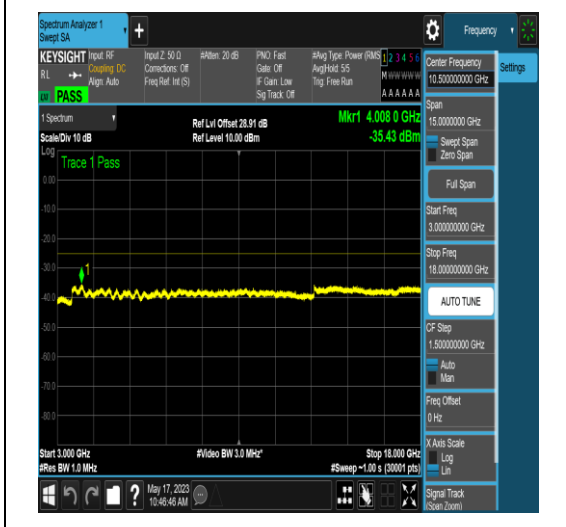 Spectrum Analyzer 1
Swept SA
+
Frequency
KEYSIGHT
RL
PASS
Input: RF
Coupling: DC
Align: Auto
Input Z: 50 Ω
Corrections: Off
Freq Ref: Int (S)
#Atten: 20 dB
PNO: Fast
Gate: Off
IF Gain: Low
Sig Track: Off
#Avg Type: Power (RMS
Avg|Hold: 5/5
Trig: Free Run
1 2 3 4 5 6
M W W W W W
A A A A A A
Center Frequency
10.500000000 GHz
Settings
1 Spectrum
Scale/Div 10 dB
Ref Lvl Offset 28.91 dB
Ref Level 10.00 dBm
Mkr1 4.008 0 GHz
-35.43 dBm
Span
15.0000000 GHz
Swept Span
Zero Span
Full Span
Start Freq
3.000000000 GHz
Stop Freq
18.000000000 GHz
AUTO TUNE
CF Step
1.500000000 GHz
Auto
Man
Freq Offset
0 Hz
X Axis Scale
Log
Lin
Signal Track
(Span Zoom)
Log
Trace 1 Pass
0.00
-10.0
-20.0
-30.0
1
-40.0
-50.0
-60.0
-70.0
-80.0
Start 3.000 GHz
#Res BW 1.0 MHz
#Video BW 3.0 MHz*
Stop 18.000 GHz
#Sweep ~1.00 s (30001 pts)
?
May 17, 2023
10:46:46 AM